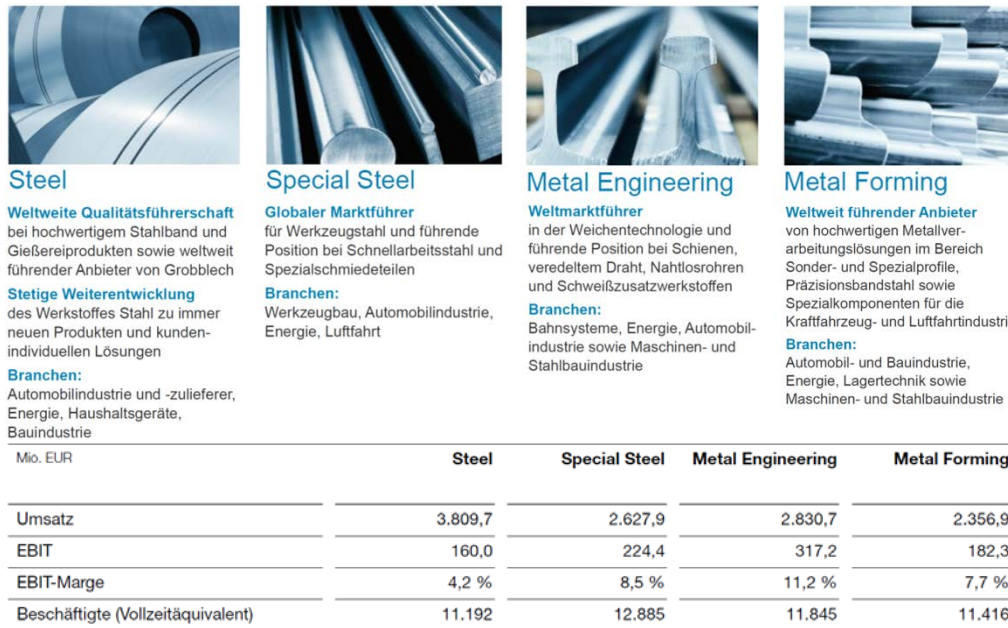 Steel
Weltweite Qualitätsführerschaft
bei hochwertigem Stahlband und
Gießereiprodukten sowie weltweit
führender Anbieter von Grobblech
Stetige Weiterentwicklung
des Werkstoffes Stahl zu immer
neuen Produkten und kunden-
individuellen Lösungen
Branchen:
Automobilindustrie und -zulieferer,
Energie, Haushaltsgeräte,
Bauindustrie
Special Steel
Globaler Marktführer
für Werkzeugstahl und führende
Position bei Schnellarbeitsstahl und
Spezialschmiedeteilen
Branchen:
Werkzeugbau, Automobilindustrie,
Energie, Luftfahrt
Metal Engineering
Weltmarktführer
in der Weichentechnologie und
führende Position bei Schienen,
veredeltem Draht, Nahtlosrohren
und Schweißzusatzwerkstoffen
Branchen:
Bahnsysteme, Energie, Automobil-
industrie sowie Maschinen- und
Stahlbauindustrie
Metal Forming
Weltweit führender Anbieter
von hochwertigen Metallver-
arbeitungslösungen im Bereich
Sonder- und Spezialprofile,
Präzisionsbandstahl sowie
Spezialkomponenten für die
Kraftfahrzeug- und Luftfahrtindustri
Branchen:
Automobil- und Bauindustrie,
Energie, Lagertechnik sowie
Maschinen- und Stahlbauindustrie
Mio. EUR Steel Special Steel Metal Engineering Metal Forming
Umsatz 3.809,7 2.627,9 2.830,7 2.356,9
EBIT 160,0 224,4 317,2 182,3
EBIT-Marge 4,2 % 8,5 % 11,2 % 7,7 %
Beschäftigte (Vollzeitäquivalent) 11.192 12.885 11.845 11.416